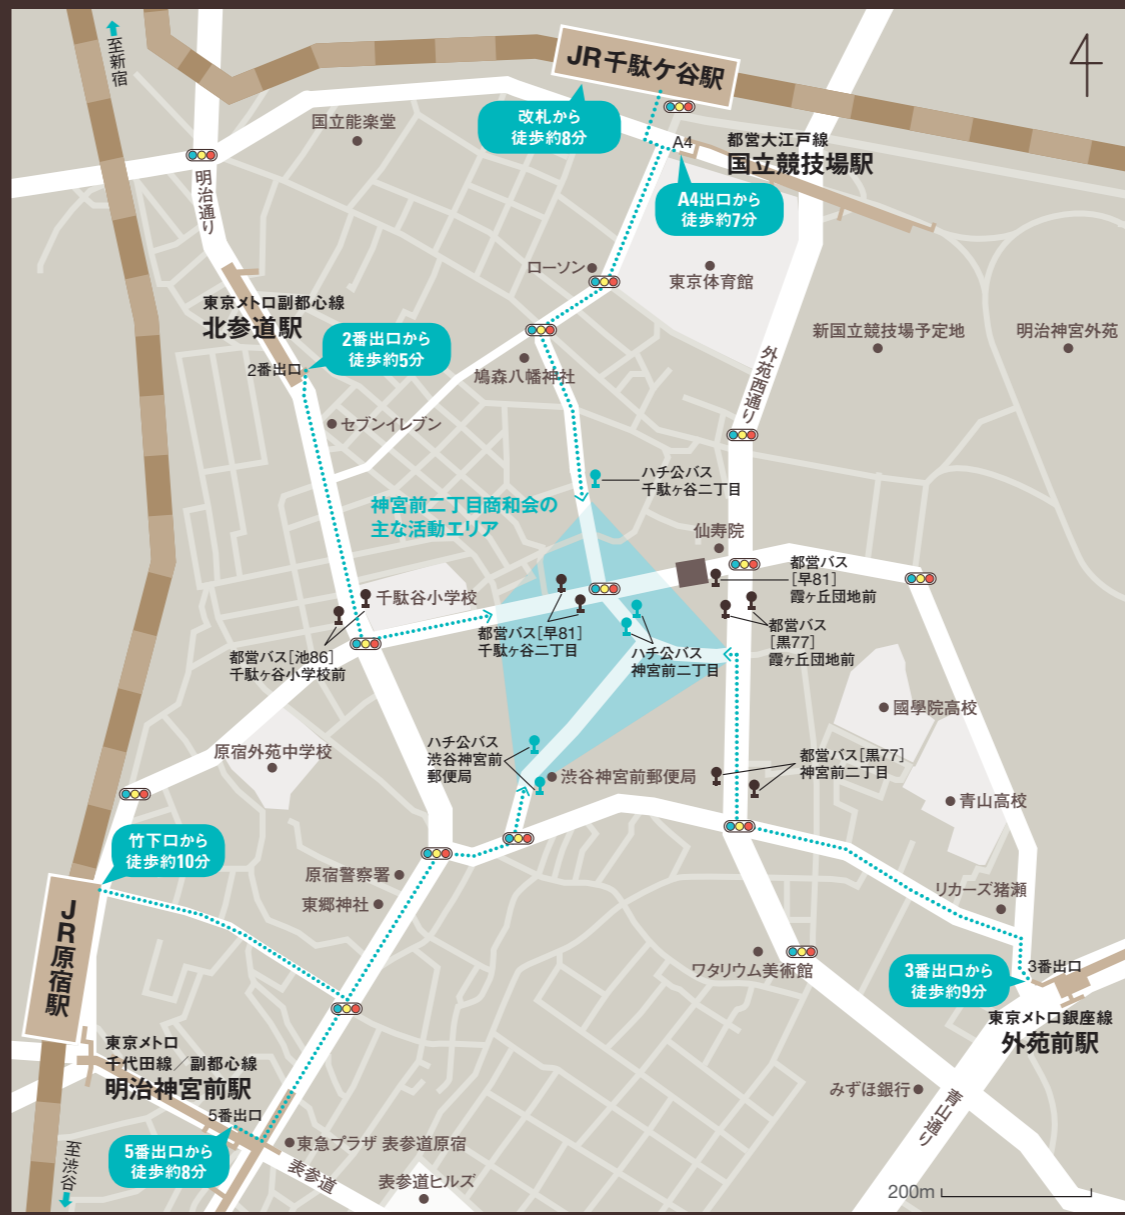 至新宿
JR千駄ケ谷駅
改札から
徒歩約8分
国立能楽堂
A4
都営大江戸線
国立競技場駅
明治通り
A4出口から
徒歩約7分
ローソン
東京体育館
東京メトロ副都心線
北参道駅
2番出口から
徒歩約5分
2番出口
鳩森八幡神社
新国立競技場予定地
明治神宮外苑
外苑西通り
セブンイレブン
ハチ公バス
千駄ヶ谷二丁目
神宮前二丁目商和会の
主な活動エリア
仙寿院
都営バス
[早81]
霞ヶ丘団地前
千駄谷小学校
都営バス[早81]
千駄ヶ谷二丁目
都営バス
[黒77]
霞ヶ丘団地前
都営バス[池86]
千駄ヶ谷小学校前
ハチ公バス
神宮前二丁目
國學院高校
原宿外苑中学校
ハチ公バス
渋谷神宮前
郵便局
渋谷神宮前郵便局
都営バス[黒77]
神宮前二丁目
青山高校
竹下口から
徒歩約10分
原宿警察署
東郷神社
リカーズ猪瀬
JR原宿駅
ワタリウム美術館
3番出口から
徒歩約9分
3番出口
東京メトロ銀座線
外苑前駅
東京メトロ
千代田線／副都心線
明治神宮前駅
5番出口
5番出口から
徒歩約8分
みずほ銀行
青山通り
東急プラザ 表参道原宿
表参道
表参道ヒルズ
至渋谷
200m